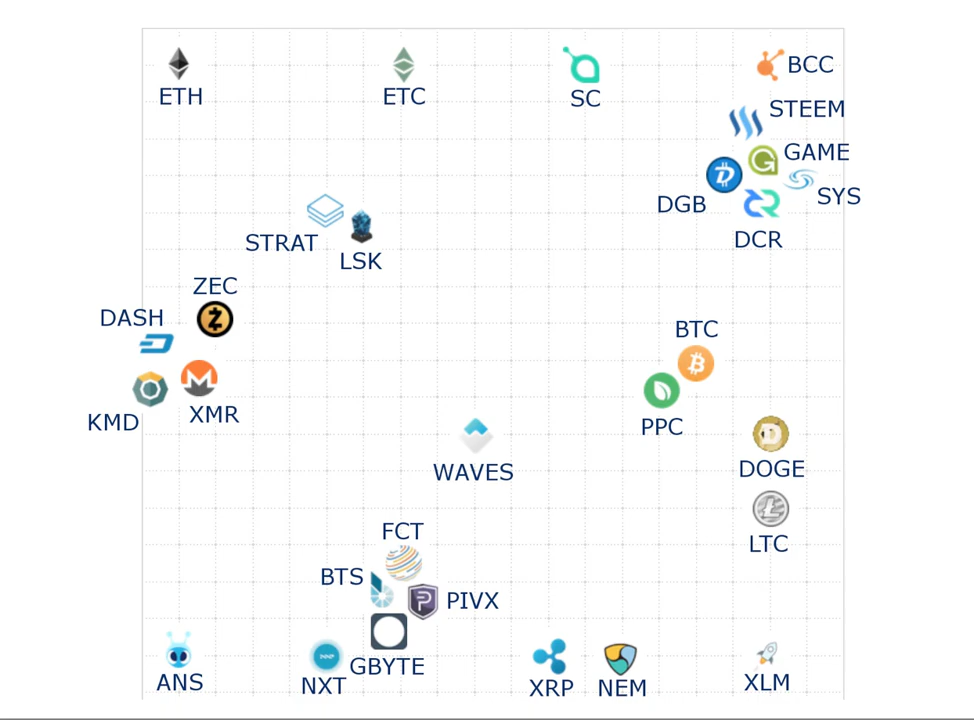 ETH
ETC
SC
BCC
STEEM
GAME
SYS
DGB
DCR
STRAT
LSK
ZEC
DASH
KMD
XMR
BTC
PPC
WAVES
DOGE
LTC
FCT
BTS
PIVX
GBYTE
ANS
NXT
XRP
NEM
XLM